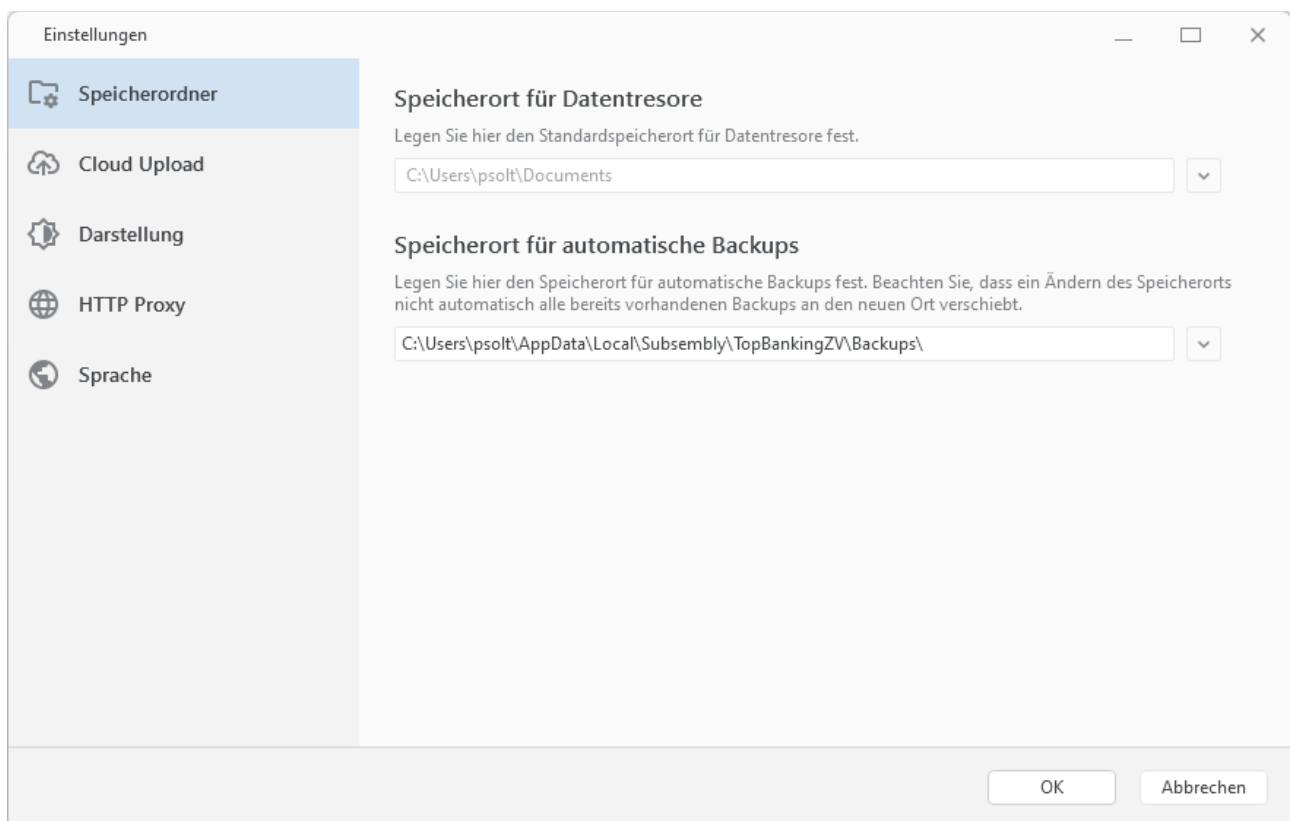 Einstellungen
Speicherordner
Cloud Upload
Darstellung
HTTP Proxy
Sprache
Speicherort für Datentresore
Legen Sie hier den Standardspeicherort für Datentresore fest.
C:\Users\psolt\Documents
Speicherort für automatische Backups
Legen Sie hier den Speicherort für automatische Backups fest. Beachten Sie, dass ein Ändern des Speicherorts
nicht automatisch alle bereits vorhandenen Backups an den neuen Ort verschiebt.
C:\Users\psolt\AppData\Local\Subsembly\TopBankingZV\Backups\
OK
Abbrechen